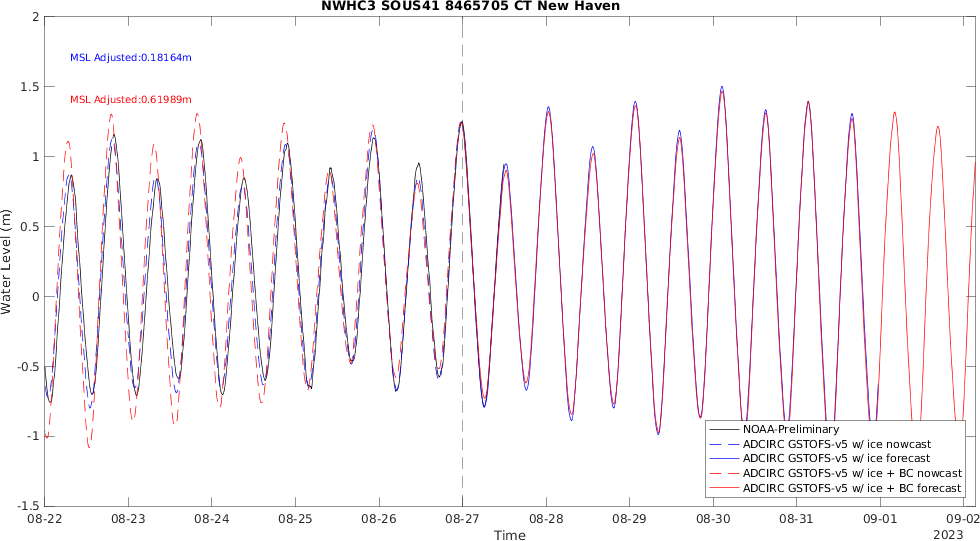 NWHC3 SOUS41 8465705 CT New Haven
2
1.5
1
0.5
0
-0.5
-1
-1.5
Water Level (m)
MSL Adjusted:0.18164m
MSL Adjusted:0.61989m
NOAA-Preliminary
ADCIRC GSTOFS-v5 w/ ice nowcast
ADCIRC GSTOFS-v5 w/ ice forecast
ADCIRC GSTOFS-v5 w/ ice + BC nowcast
ADCIRC GSTOFS-v5 w/ ice + BC forecast
08-22 08-23 08-24 08-25 08-26 08-27 08-28 08-29 08-30 08-31 09-01 09-02
Time
2023